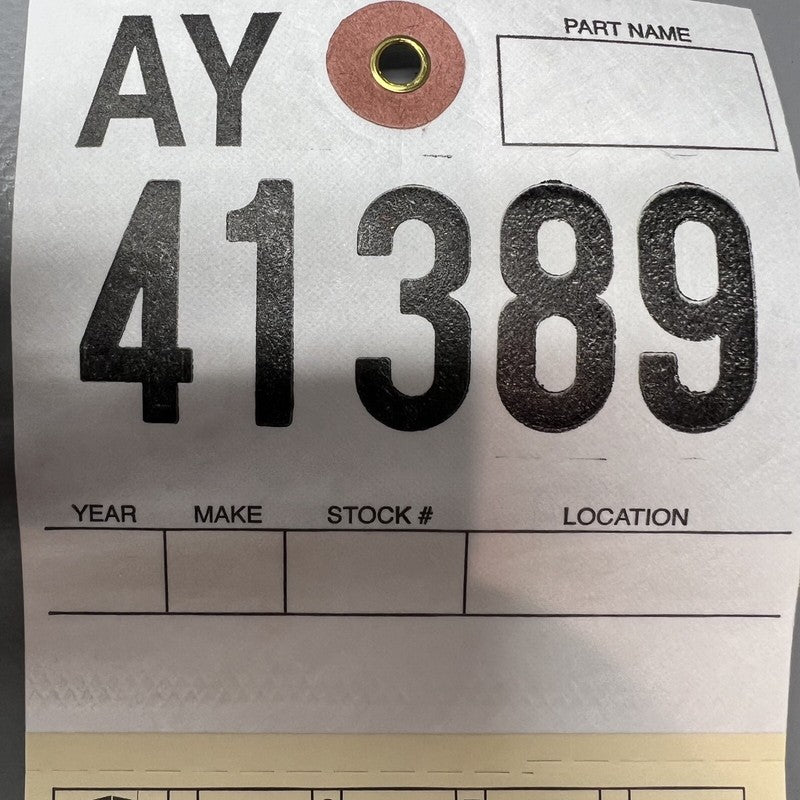 AY
PART NAME
41389
YEAR MAKE STOCK # LOCATION